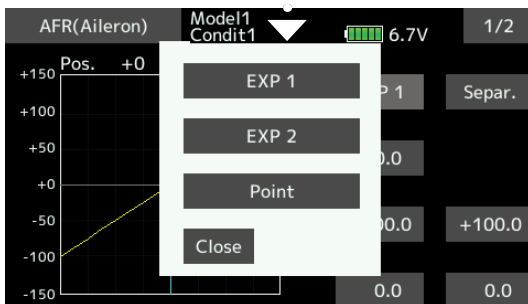 AFR(Aileron)
Model1
Condit1
6.7V
1/2
Pos. +0
+150
+100
+50
+0
-50
-100
-150
EXP 1
EXP 2
Point
Close
P 1
Separ.
0.0
00.0
+100.0
0.0
0.0